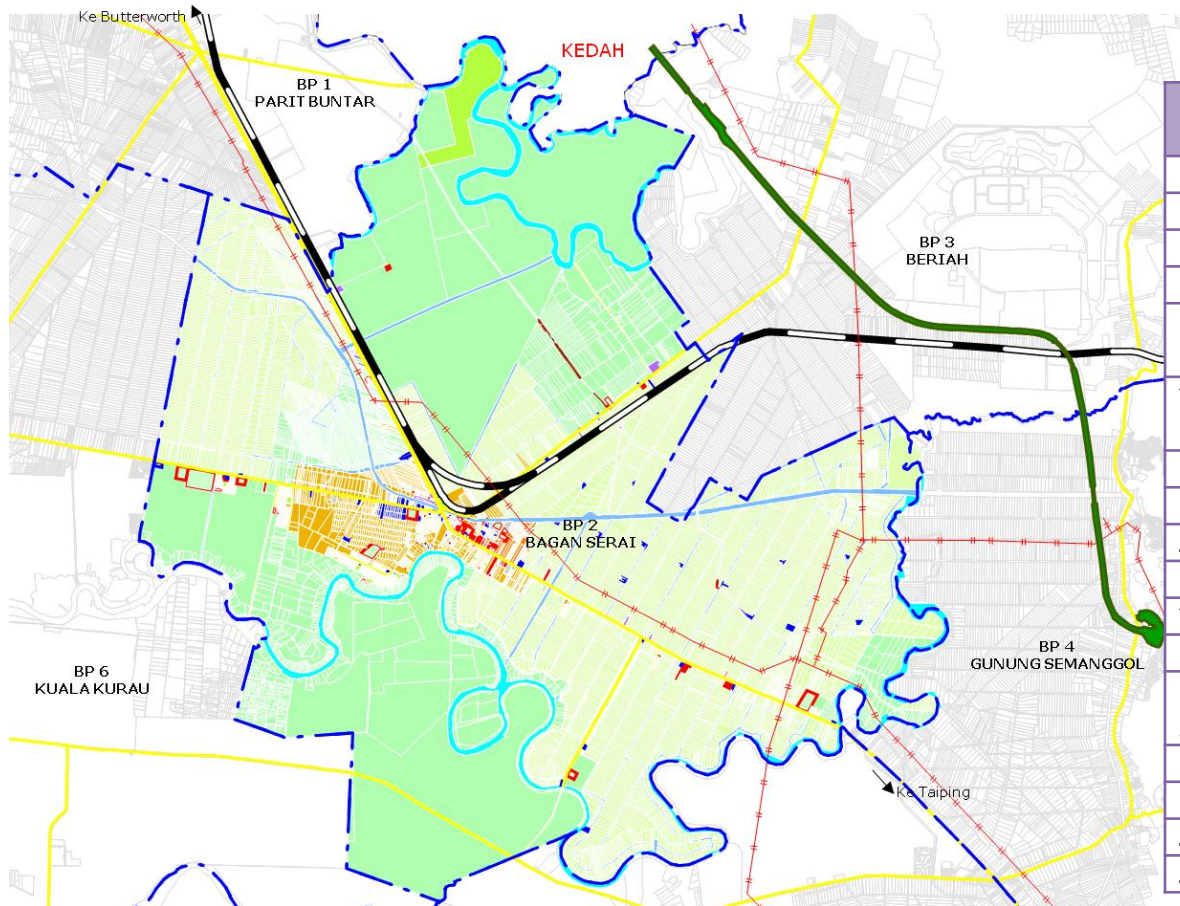 Ke Butterworth
KEDAH
BP 1
PARIT BUNTAR
BP 3
BERIAH
BP 2
BAGAN SERAI
BP 4
GUNUNG SEMANGGOL
BP 6
KUALA KURAU
Ke Taiping